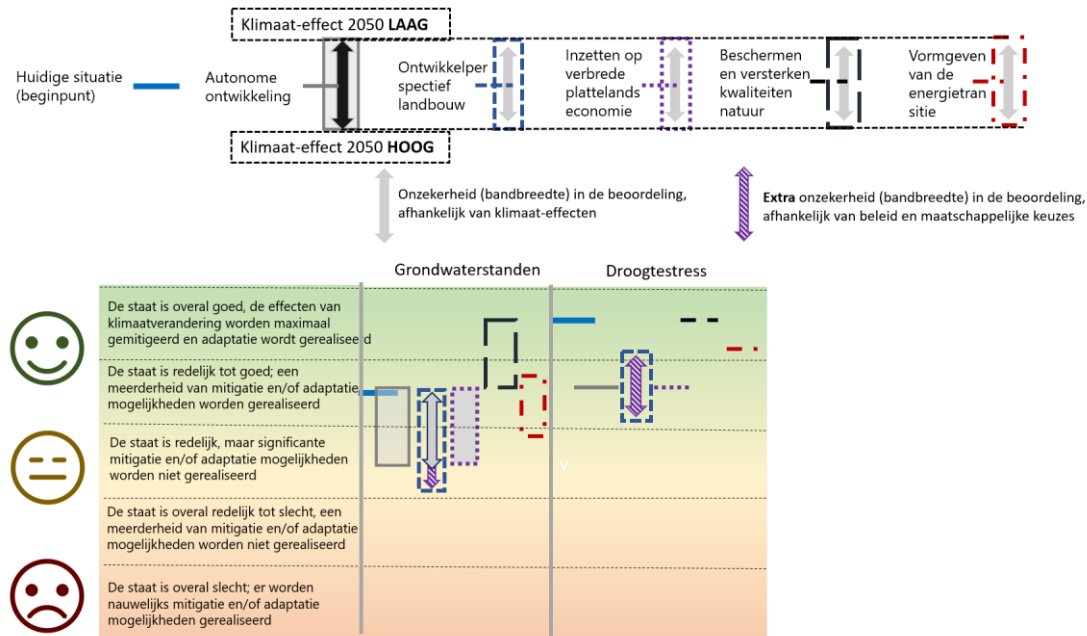 Klimaat-effect 2050 LAAG
Huidige situatie
(beginpunt)
Autonome
ontwikkeling
Ontwikkelper
spectief
landbouw
Inzetten op
verbrede
plattelands
economie
Beschermen
en versterken
kwaliteiten
natuur
Vormgeven
van de
energietran
sitie
Klimaat-effect 2050 HOOG
Onzekerheid (bandbreedte) in de beoordeling,
afhankelijk van klimaat-effecten
Extra onzekerheid (bandbreedte) in de beoordeling,
afhankelijk van beleid en maatschappelijke keuzes
Grondwaterstanden
Droogtestress
De staat is overal goed, de effecten van
klimaatverandering worden maximaal
gemitigeerd en adaptatie wordt gerealiseerd
De staat is redelijk tot goed; een
meerderheid van mitigatie en/of adaptatie
mogelijkheden worden gerealiseerd
De staat is redelijk, maar significante
mitigatie en/of adaptatie mogelijkheden
worden niet gerealiseerd
v
De staat is overal redelijk tot slecht, een
meerderheid van mitigatie en/of adaptatie
mogelijkheden worden niet gerealiseerd
De staat is overal slecht; er worden
nauwelijks mitigatie en/of adaptatie
mogelijkheden gerealiseerd